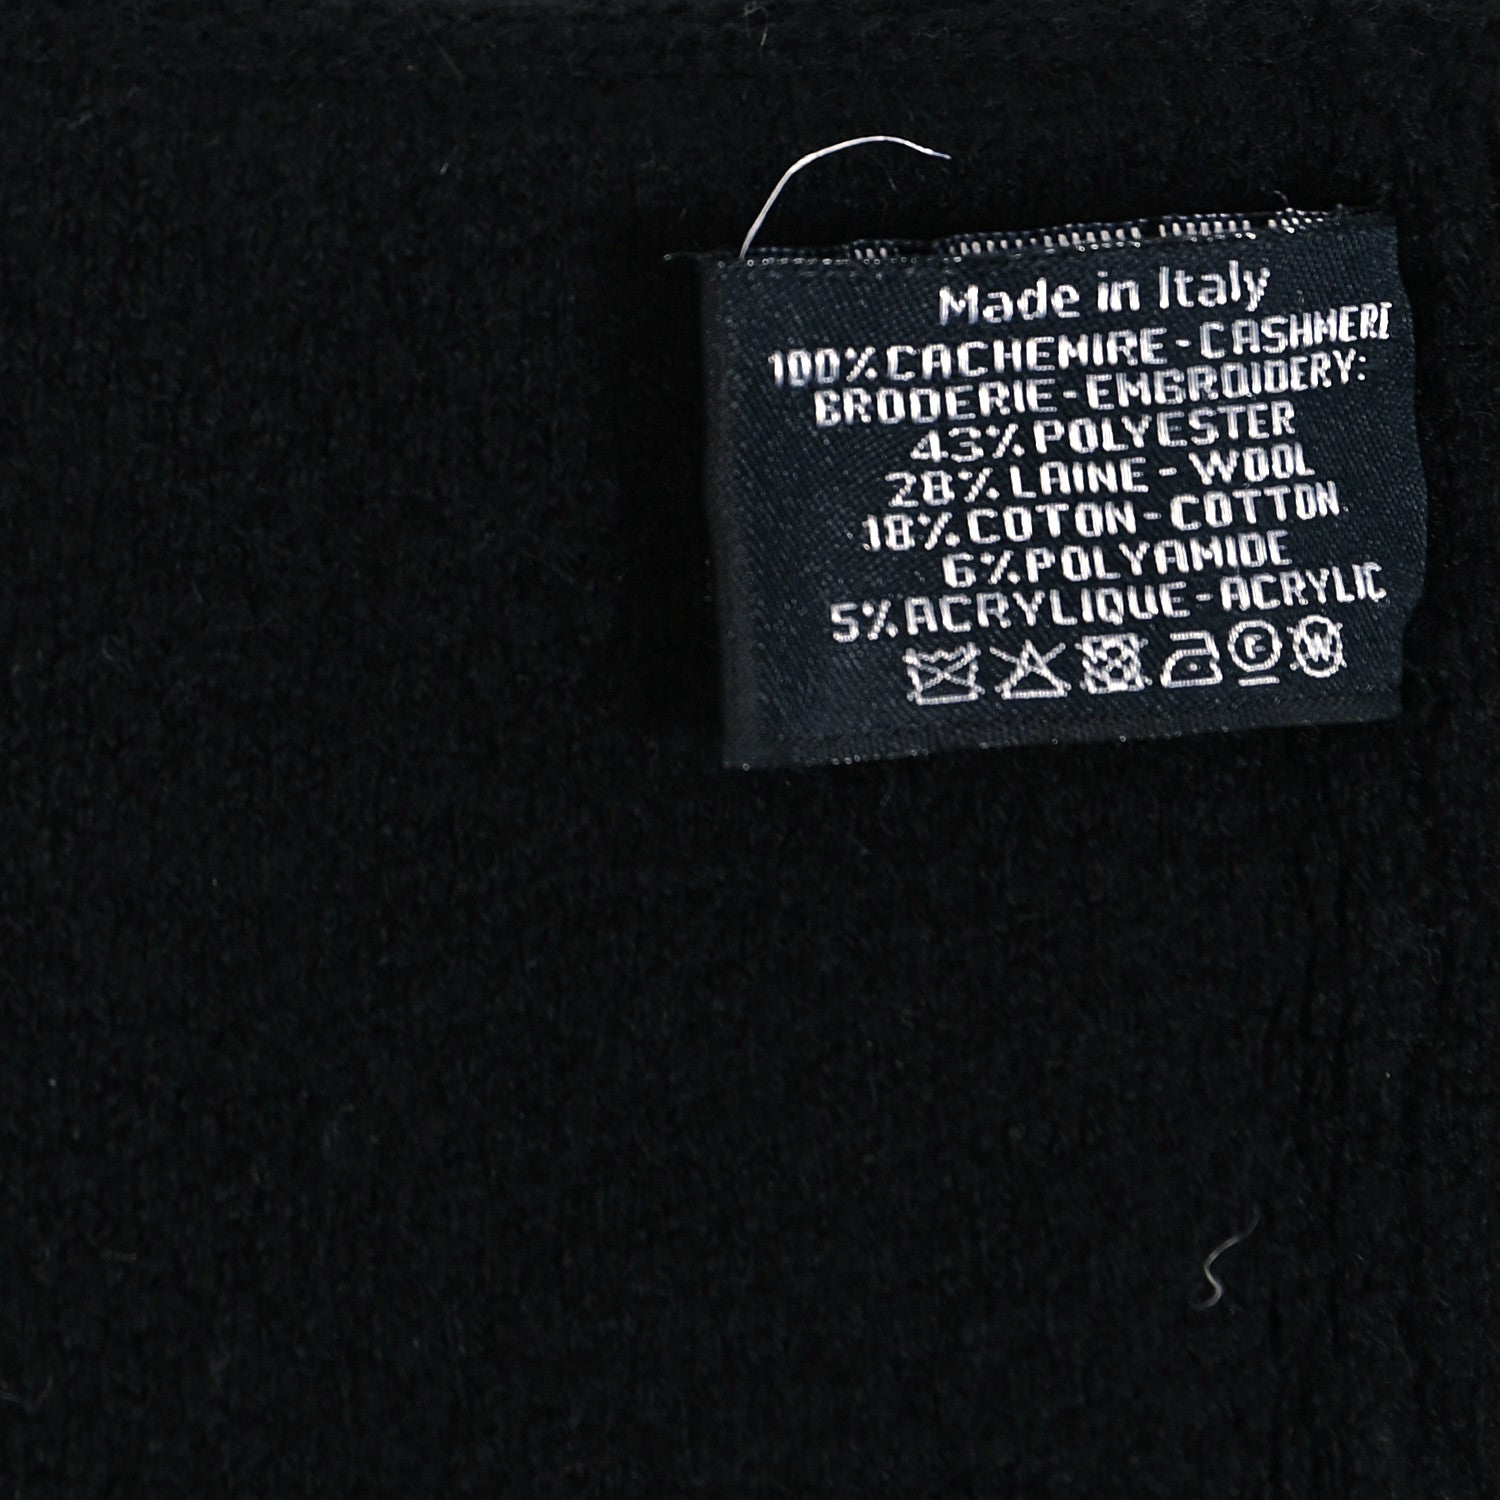 Made in Italy
100% CACHEMIRE - CASHMERE
BRODERIE - EMBROIDERY:
43% POLYESTER
28% LAINE - WOOL
18% COTON - COTTON
6% POLYAMIDE
5% ACRYLIQUE - ACRYLIC
F W